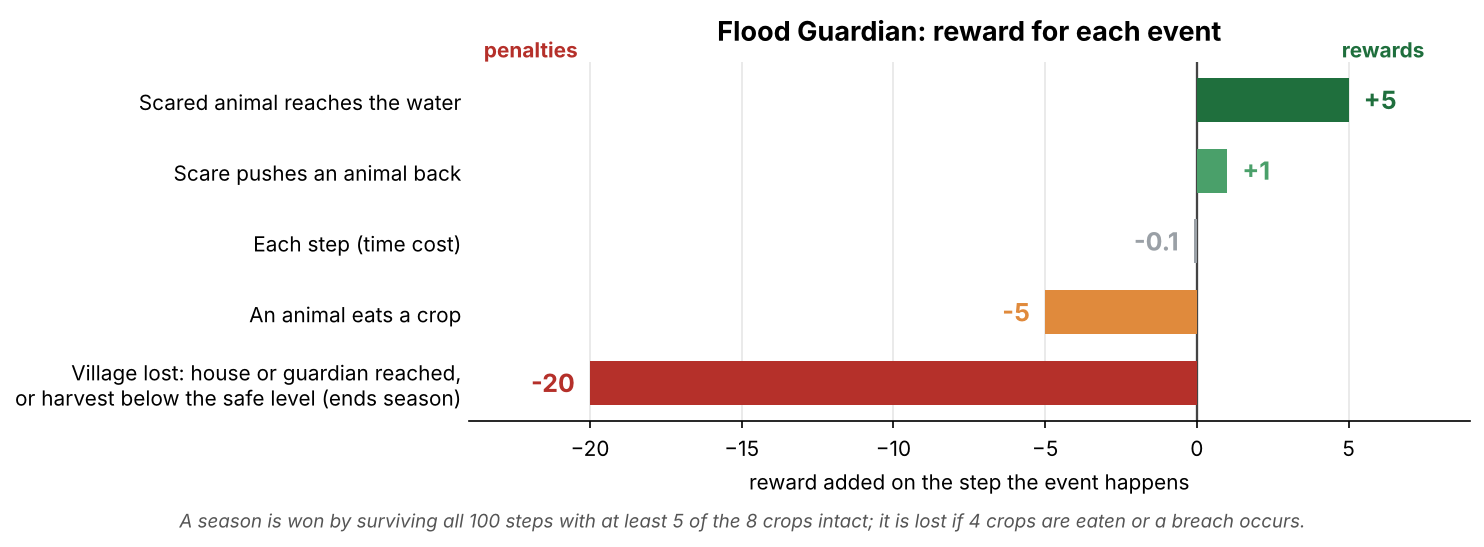 Flood Guardian: reward for each event
penalties
rewards
Scared animal reaches the water
+5
Scare pushes an animal back
+1
Each step (time cost)
-0.1
An animal eats a crop
-5
Village lost: house or guardian reached,
or harvest below the safe level (ends season)
-20
−20 −15 −10 −5 0 5
reward added on the step the event happens
A season is won by surviving all 100 steps with at least 5 of the 8 crops intact; it is lost if 4 crops are eaten or a breach occurs.